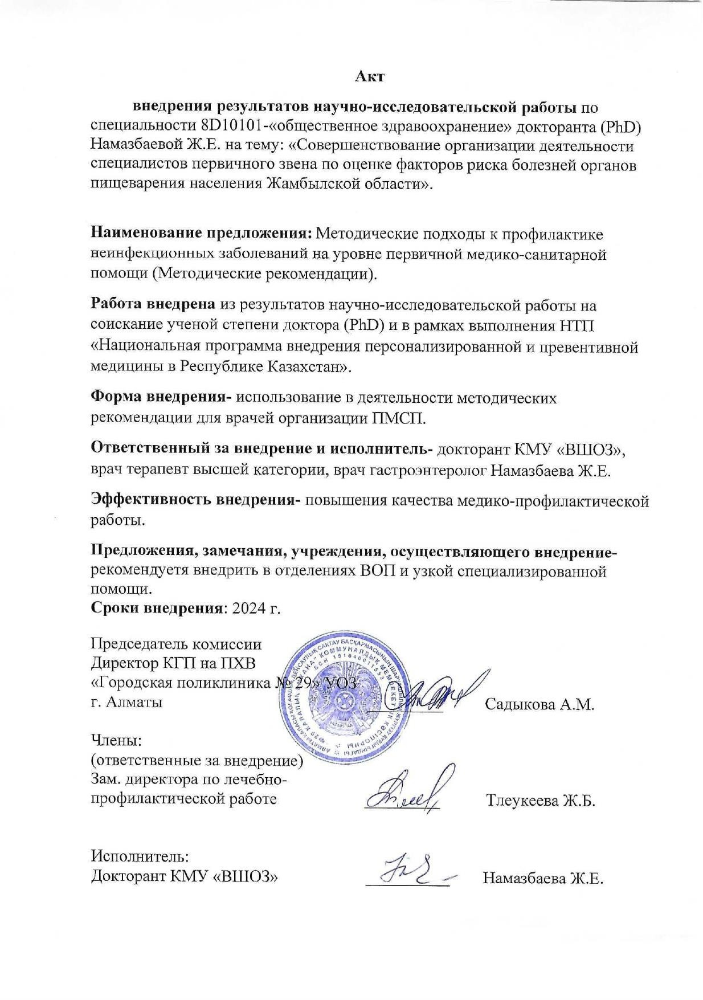 Акт
внедрения результатов научно-исследовательской работы по
специальности 8D10101-«общественное здравоохранение» докторанта (PhD)
Намазбаевой Ж.Е. на тему: «Совершенствование организации деятельности
специалистов первичного звена по оценке факторов риска болезней органов
пищеварения населения Жамбылской области».
Наименование предложения: Методические подходы к профилактике
неинфекционных заболеваний на уровне первичной медико-санитарной
помощи (Методические рекомендации).
Работа внедрена из результатов научно-исследовательской работы на
соискание ученой степени доктора (PhD) и в рамках выполнения НТП
«Национальная программа внедрения персонализированной и превентивной
медицины в Республике Казахстан».
Форма внедрения- использование в деятельности методических
рекомендации для врачей организации ПМСП.
Ответственный за внедрение и исполнитель- докторант КМУ «ВШОЗ»,
врач терапевт высшей категории, врач гастроэнтеролог Намазбаева Ж.Е.
Эффективность внедрения- повышения качества медико-профилактической
работы.
Предложения, замечания, учреждения, осуществляющего внедрение-
рекомендуетя внедрить в отделениях ВОП и узкой специализированной
помощи.
Сроки внедрения: 2024 г.
Председатель комиссии
Директор КГП на ПХВ
«Городская поликлиника № 29» УОЗ
г. Алматы Садыкова А.М.
Члены:
(ответственные за внедрение)
Зам. директора по лечебно-
профилактической работе Тлеукеева Ж.Б.
Исполнитель:
Докторант КМУ «ВШОЗ» Намазбаева Ж.Е.